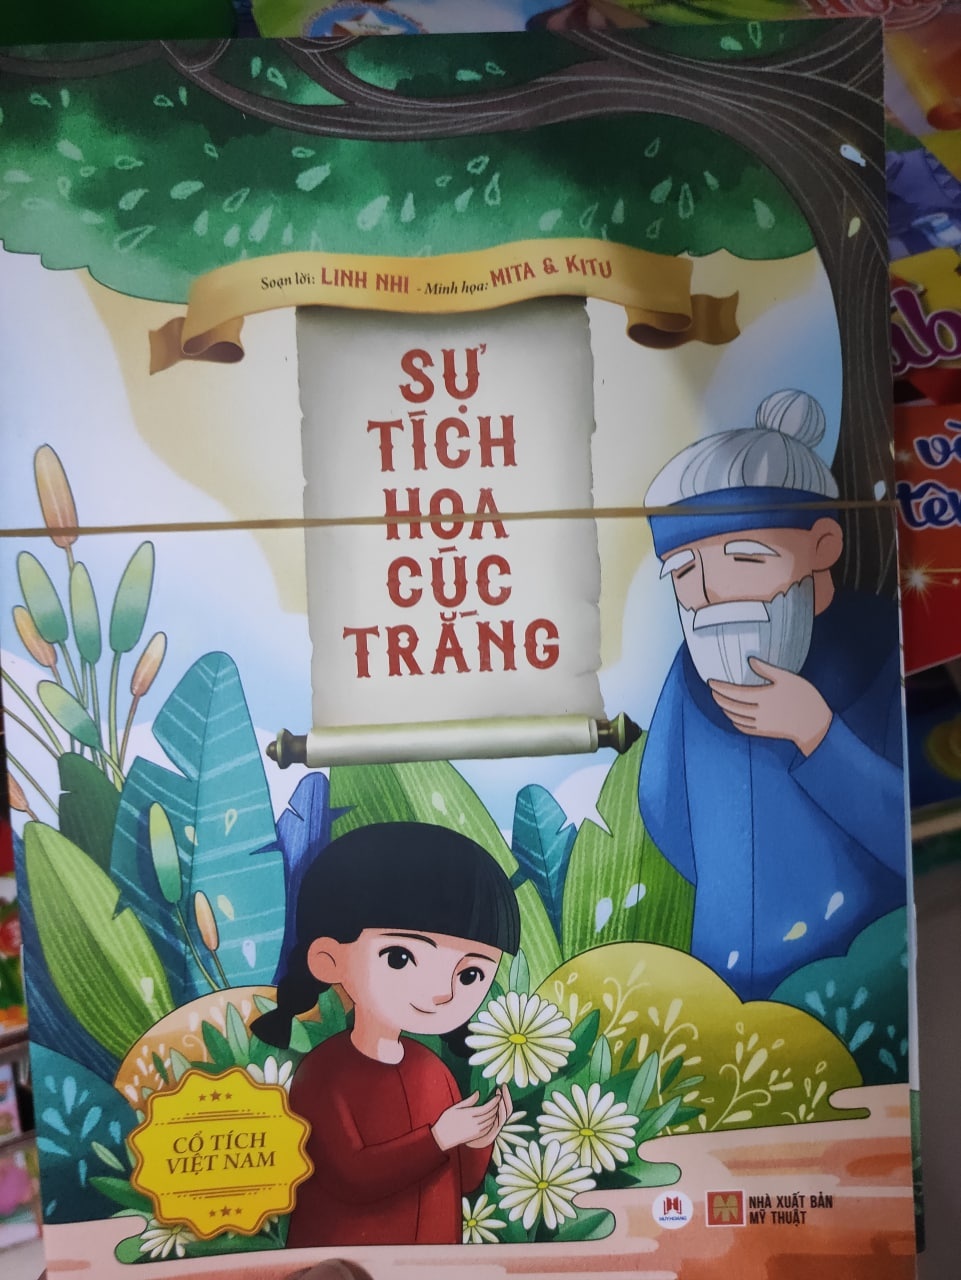 Soạn lời: LINH NHI - Minh họa: MITA & KITU
SỰ
TÍCH
HOA
CÚC
TRẮNG
CỔ TÍCH
VIỆT NAM
HUYHOANG
NHÀ XUẤT BẢN
MỸ THUẬT